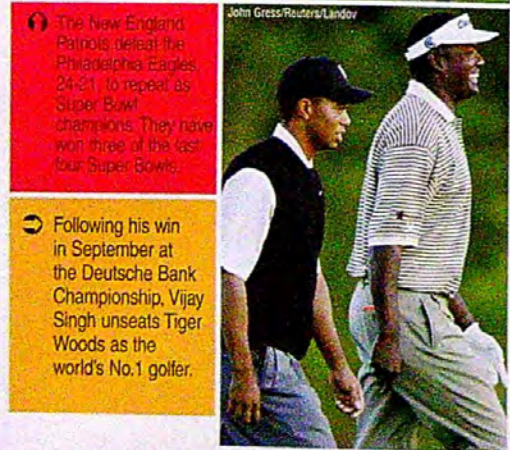 The New England
Patriots defeat the
Philadelphia Eagles,
24-21, to repeat as
Super Bowl
champions. They have
won three of the last
four Super Bowls.
Following his win
in September at
the Deutsche Bank
Championship, Vijay
Singh unseats Tiger
Woods as the
world's No.1 golfer.
John Gress/Reuters/Landov